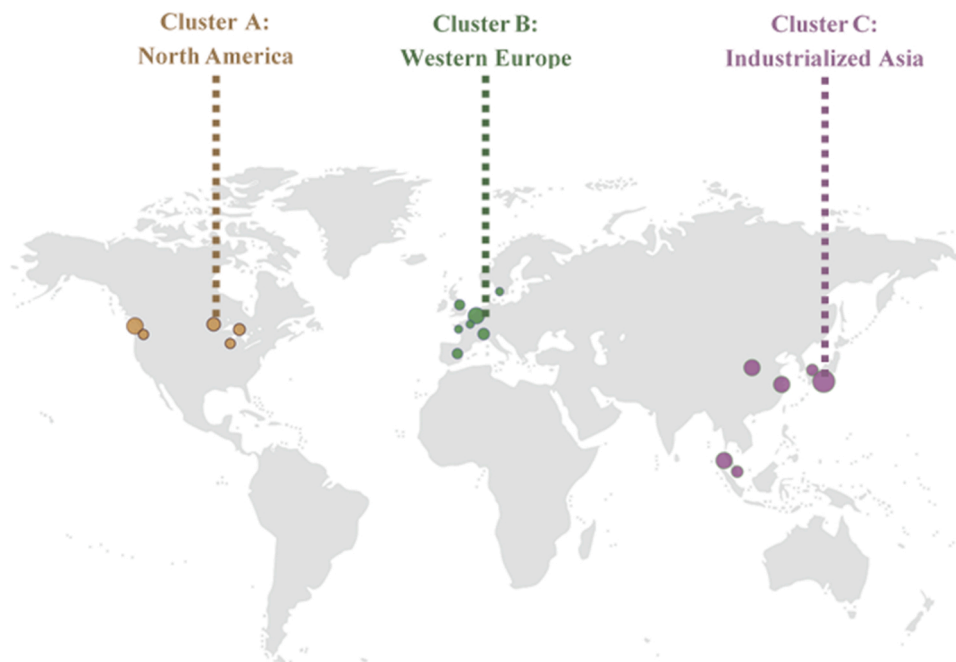 Cluster A:
North America
Cluster B:
Western Europe
Cluster C:
Industrialized Asia